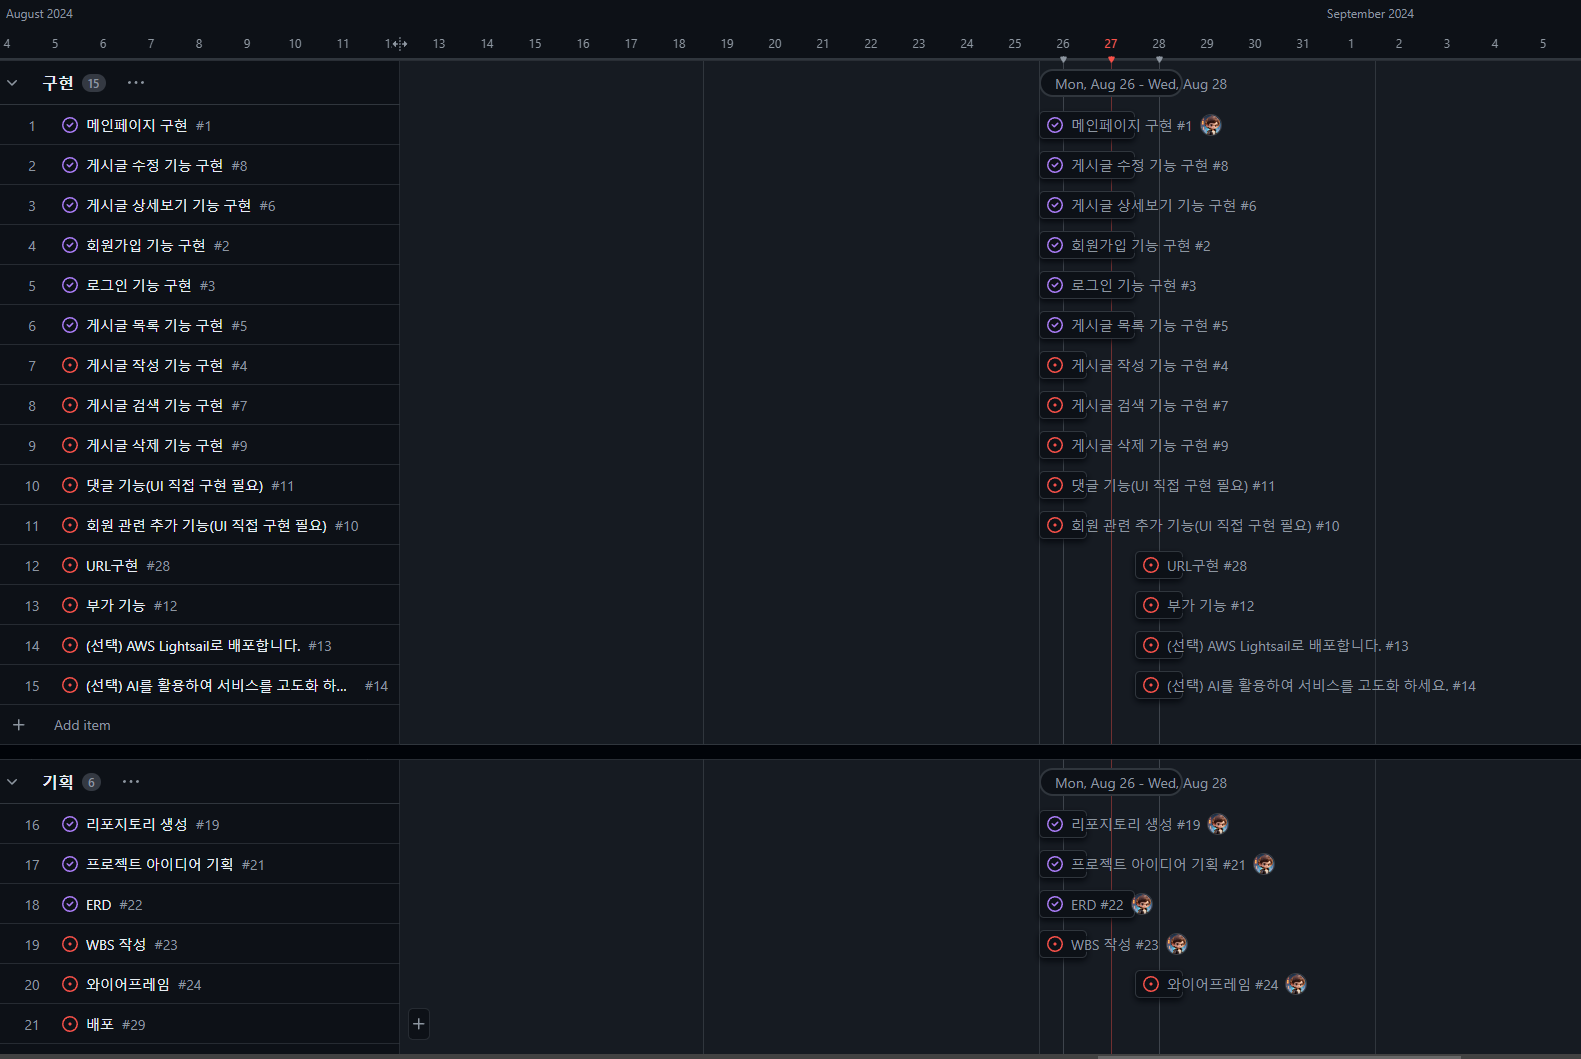 August 2024 September 2024
4 5 6 7 8 9 10 11 13 14 15 16 17 18 19 20 21 22 23 24 25 26 27 28 29 30 31 1 2 3 4 5
구현 15 ... Mon, Aug 26 - Wed, Aug 28
1 메인페이지 구현 #1 메인페이지 구현 #1
2 게시글 수정 기능 구현 #8 게시글 수정 기능 구현 #8
3 게시글 상세보기 기능 구현 #6 게시글 상세보기 기능 구현 #6
4 회원가입 기능 구현 #2 회원가입 기능 구현 #2
5 로그인 기능 구현 #3 로그인 기능 구현 #3
6 게시글 목록 기능 구현 #5 게시글 목록 기능 구현 #5
7 게시글 작성 기능 구현 #4 게시글 작성 기능 구현 #4
8 게시글 검색 기능 구현 #7 게시글 검색 기능 구현 #7
9 게시글 삭제 기능 구현 #9 게시글 삭제 기능 구현 #9
10 댓글 기능(UI 직접 구현 필요) #11 댓글 기능(UI 직접 구현 필요) #11
11 회원 관련 추가 기능(UI 직접 구현 필요) #10 회원 관련 추가 기능(UI 직접 구현 필요) #10
12 URL구현 #28 URL구현 #28
13 부가 기능 #12 부가 기능 #12
14 (선택) AWS Lightsail로 배포합니다. #13 (선택) AWS Lightsail로 배포합니다. #13
15 (선택) AI를 활용하여 서비스를 고도화 하... #14 (선택) AI를 활용하여 서비스를 고도화 하세요. #14
+ Add item
기획 6 ... Mon, Aug 26 - Wed, Aug 28
16 리포지토리 생성 #19 리포지토리 생성 #19
17 프로젝트 아이디어 기획 #21 프로젝트 아이디어 기획 #21
18 ERD #22 ERD #22
19 WBS 작성 #23 WBS 작성 #23
20 와이어프레임 #24 와이어프레임 #24
21 배포 #29 +